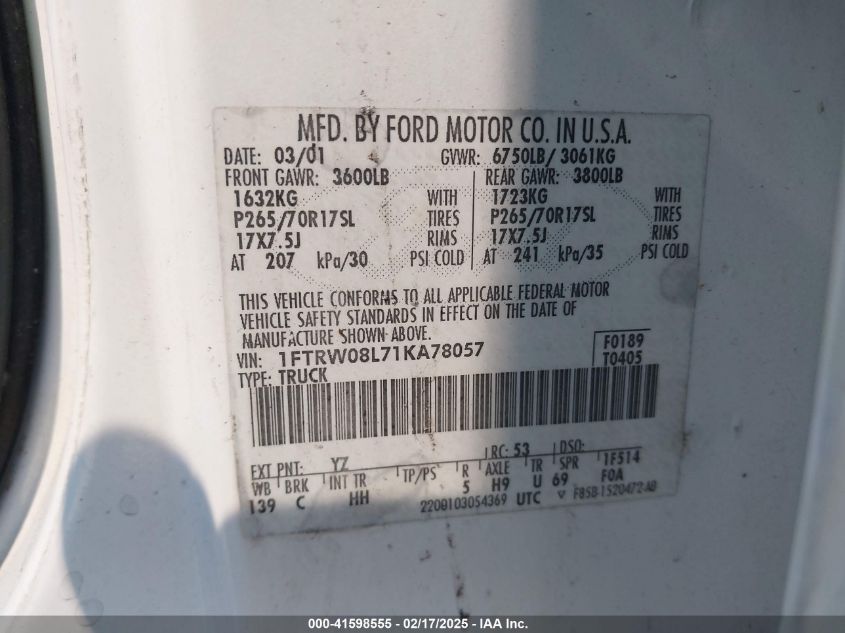 MFD. BY FORD MOTOR CO. IN U.S.A.
DATE: 03/01 GVWR: 6750LB/ 3061KG
FRONT GAWR: 3600LB REAR GAWR: 3800LB
1632KG WITH 1723KG WITH
P265/70R17SL TIRES P265/70R17SL TIRES
17X7.5J RIMS 17X7.5J RIMS
AT 207 kPa/30 PSI COLD AT 241 kPa/35 PSI COLD
THIS VEHICLE CONFORMS TO ALL APPLICABLE FEDERAL MOTOR
VEHICLE SAFETY STANDARDS IN EFFECT ON THE DATE OF
MANUFACTURE SHOWN ABOVE.
VIN: 1FTRW08L71KA78057 F0189
TYPE: TRUCK T0405
EXT PNT: YZ RC: 53 DSO:
WB BRK INT TR TP/PS R AXLE TR SPR 1F514
139 C HH 5 H9 U 69 F0A
2200103054369 UTC ▽ F85B-1520472-AB
000-41598555 - 02/17/2025 - IAA Inc.